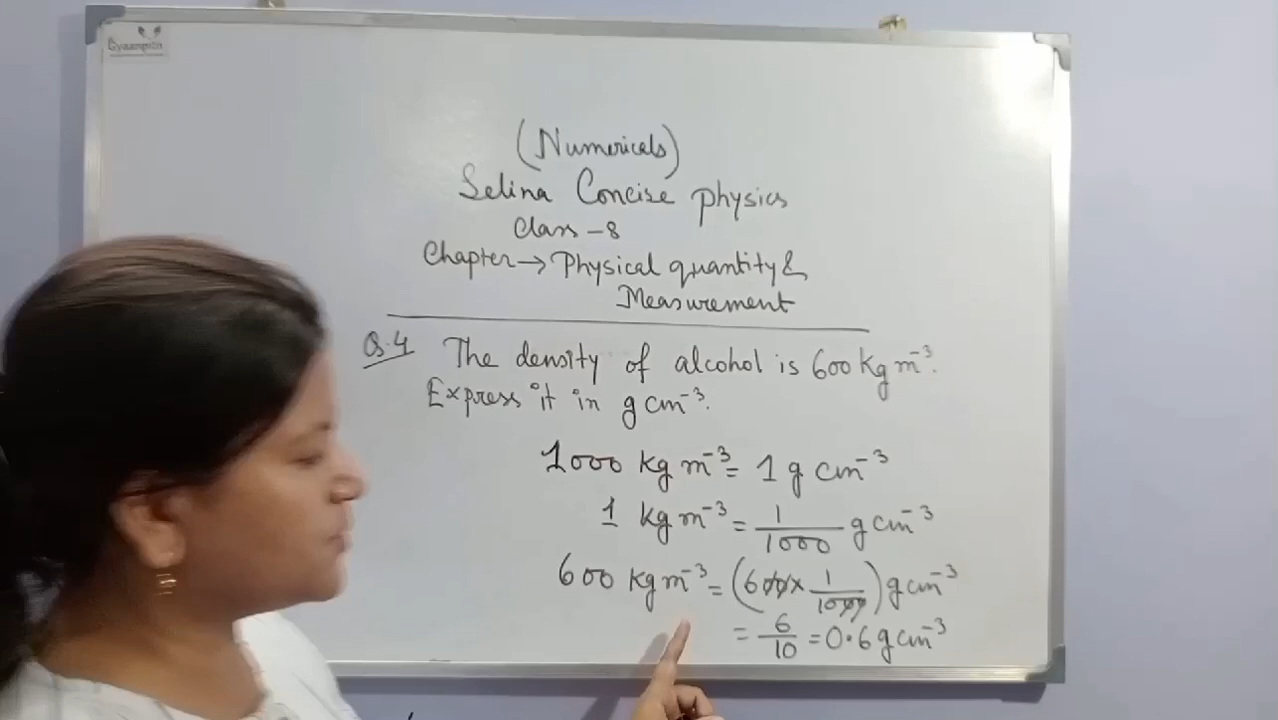 Gyaanpith
(Numericals)
Selina Concise physics
Class - 8
Chapter → Physical quantity &
Measurement
Q.4 The density of alcohol is 600 kg m⁻³.
Express it in g cm⁻³.
1000 kg m⁻³ = 1 g cm⁻³
1 kg m⁻³ = 1/1000 g cm⁻³
600 kg m⁻³ = (600 x 1/1000) g cm⁻³
= 6/10 = 0.6 g cm⁻³